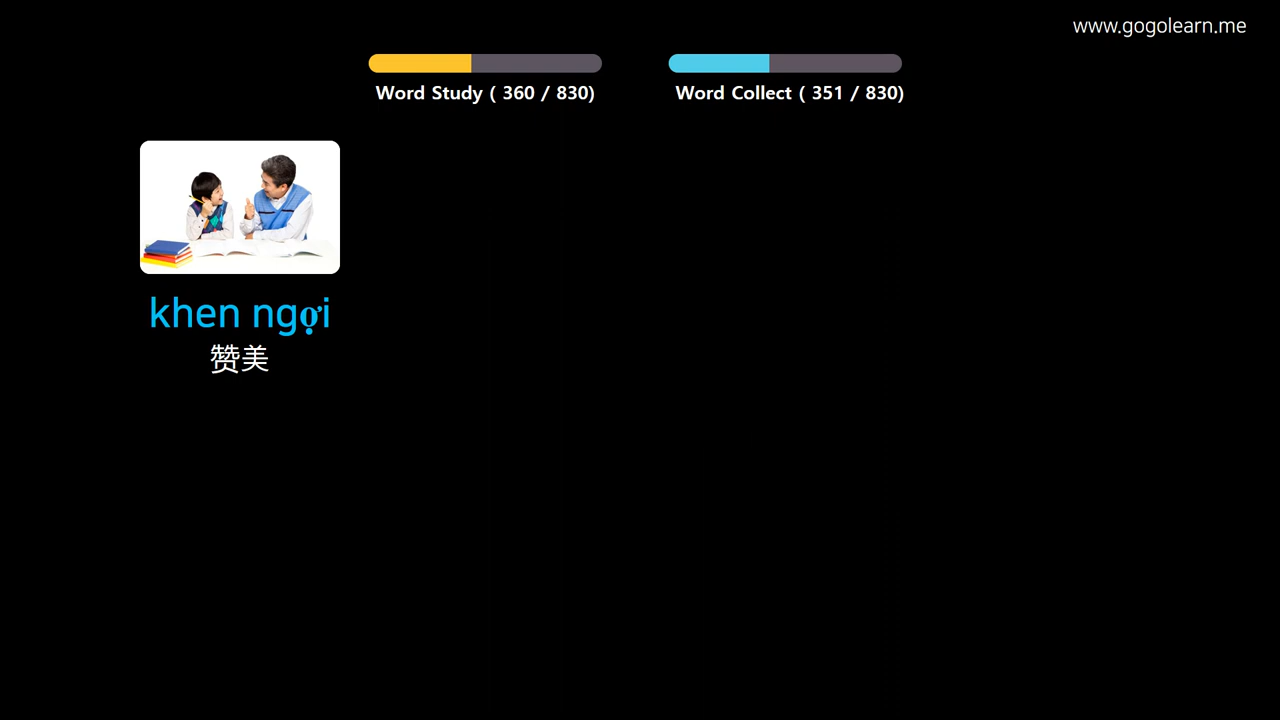 www.gogolearn.me
Word Study ( 360 / 830)
Word Collect ( 351 / 830)
khen ngợi
赞美